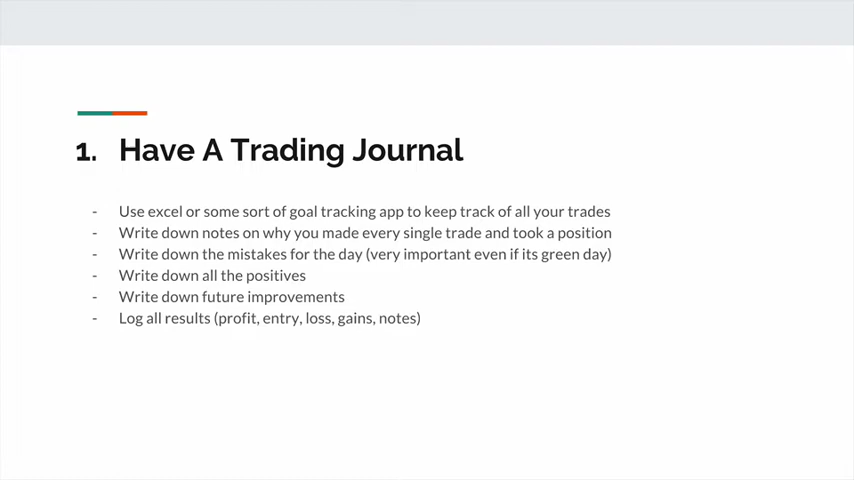 1. Have A Trading Journal
- Use excel or some sort of goal tracking app to keep track of all your trades
- Write down notes on why you made every single trade and took a position
- Write down the mistakes for the day (very important even if its green day)
- Write down all the positives
- Write down future improvements
- Log all results (profit, entry, loss, gains, notes)